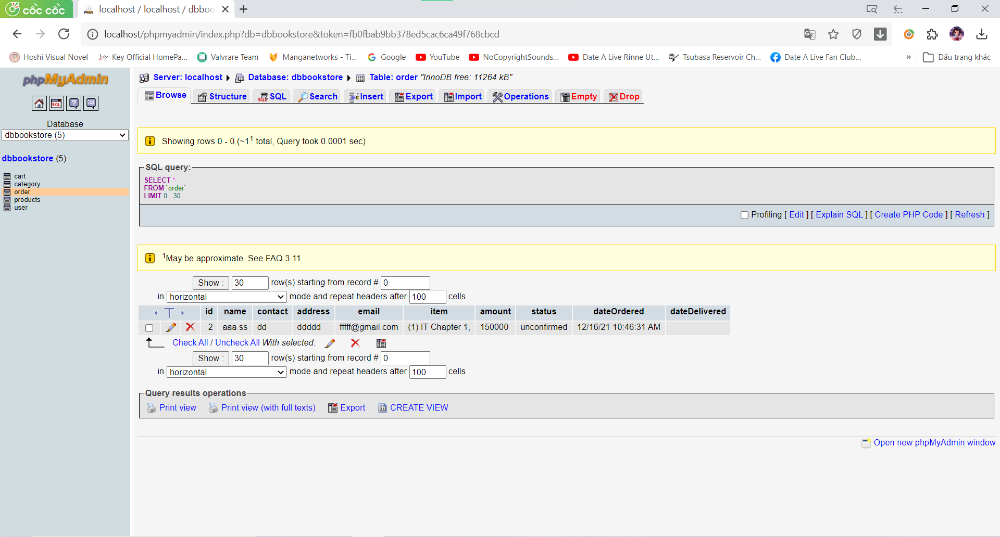 cốc cốc
localhost / localhost / dbboo
localhost/phpmyadmin/index.php?db=dbbookstore&token=fb0fbab9bb378ed5cac6ca49f768cbcd
Hoshi Visual Novel Key Official HomePa... Valvrare Team Manganetworks - Ti... Google YouTube NoCopyrightSounds... Date A Live Rinne Ut... Tsubasa Reservoir Ch... Date A Live Fan Club... » Dấu trang khác
phpMyAdmin
SQL ? SQL
Database
dbbookstore (5)
dbbookstore (5)
cart
category
order
products
user
Server: localhost Database: dbbookstore Table: order "InnoDB free: 11264 kB"
Browse Structure SQL Search Insert Export Import Operations Empty Drop
Showing rows 0 - 0 (~1¹ total, Query took 0.0001 sec)
SQL query:
SELECT *
FROM `order`
LIMIT 0 , 30
Profiling [ Edit ] [ Explain SQL ] [ Create PHP Code ] [ Refresh ]
¹May be approximate. See FAQ 3.11
Show : 30 row(s) starting from record # 0
in horizontal mode and repeat headers after 100 cells
←T→ id name contact address email item amount status dateOrdered dateDelivered
2 aaa ss dd ddddd fffff@gmail.com (1) IT Chapter 1, 150000 unconfirmed 12/16/21 10:46:31 AM
Check All / Uncheck All With selected:
Show : 30 row(s) starting from record # 0
in horizontal mode and repeat headers after 100 cells
Query results operations
Print view Print view (with full texts) Export CREATE VIEW
Open new phpMyAdmin window